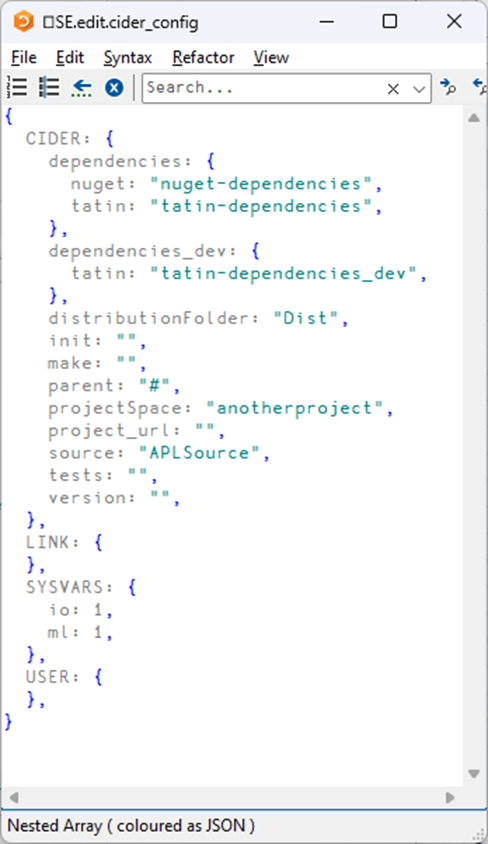 ⎕SE.edit.cider_config
File Edit Syntax Refactor View
Search...
{
  CIDER: {
    dependencies: {
      nuget: "nuget-dependencies",
      tatin: "tatin-dependencies",
    },
    dependencies_dev: {
      tatin: "tatin-dependencies_dev",
    },
    distributionFolder: "Dist",
    init: "",
    make: "",
    parent: "#",
    projectSpace: "anotherproject",
    project_url: "",
    source: "APLSource",
    tests: "",
    version: "",
  },
  LINK: {
  },
  SYSVARS: {
    io: 1,
    ml: 1,
  },
  USER: {
  },
}
Nested Array ( coloured as JSON )